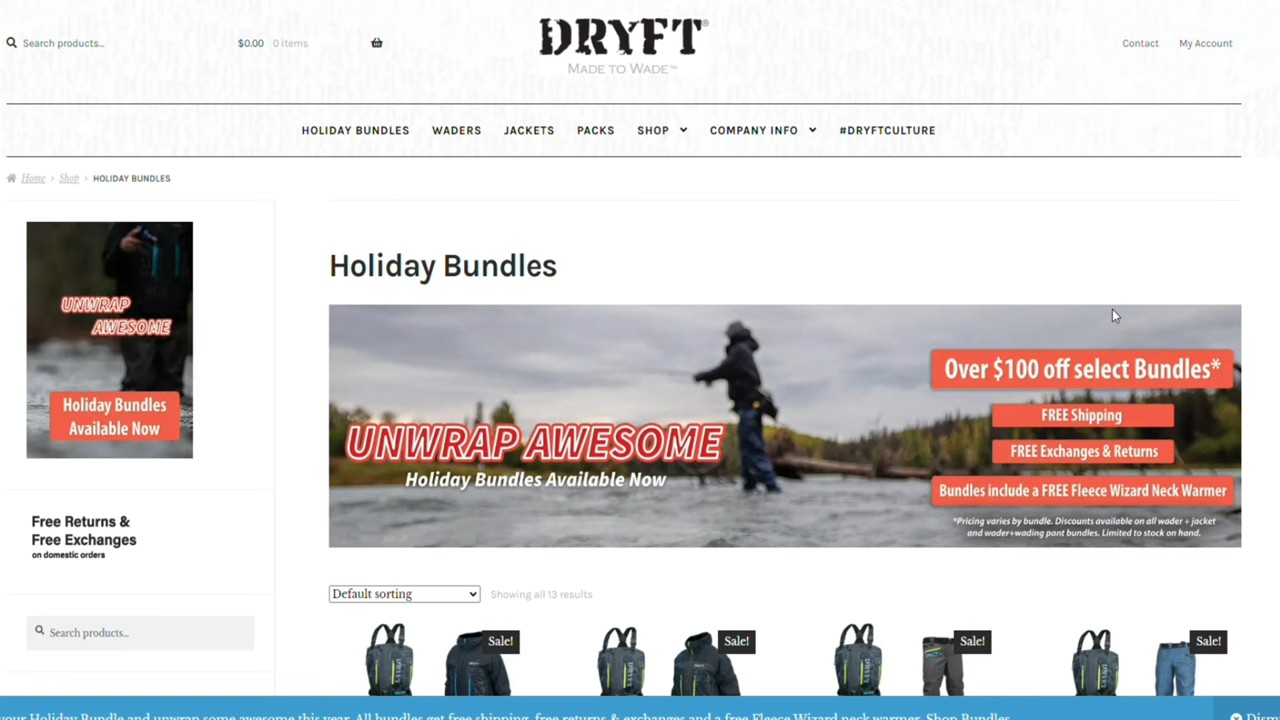 Search products...
$0.00 0 items
DRYFT®
MADE TO WADE™
Contact
My Account
HOLIDAY BUNDLES
WADERS
JACKETS
PACKS
SHOP
COMPANY INFO
#DRYFTCULTURE
Home
Shop
HOLIDAY BUNDLES
UNWRAP
AWESOME
Holiday Bundles
Available Now
Free Returns &
Free Exchanges
on domestic orders
Search products...
Holiday Bundles
UNWRAP AWESOME
Holiday Bundles Available Now
Over $100 off select Bundles*
FREE Shipping
FREE Exchanges & Returns
Bundles include a FREE Fleece Wizard Neck Warmer
*Pricing varies by bundle. Discounts available on all wader + jacket
and wader+wading pant bundles. Limited to stock on hand.
Default sorting
Showing all 13 results
Sale!
Sale!
Sale!
Sale!
your Holiday Bundle and unwrap some awesome this year. All bundles get free shipping, free returns & exchanges and a free Fleece Wizard neck warmer. Shop Bundles